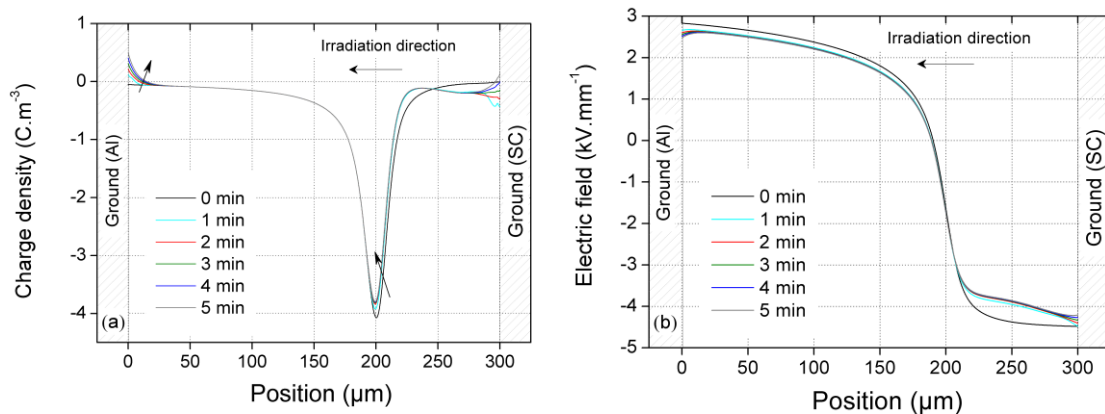 1
0
-1
-2
-3
-4
Charge density (C.m⁻³)
Ground (Al)
Irradiation direction
Ground (SC)
0 min
1 min
2 min
3 min
4 min
5 min
(a)
0 50 100 150 200 250 300
Position (µm)
3
2
1
0
-1
-2
-3
-4
-5
Electric field (kV.mm⁻¹)
Ground (Al)
Irradiation direction
Ground (SC)
0 min
1 min
2 min
3 min
4 min
5 min
(b)
0 50 100 150 200 250 300
Position (µm)